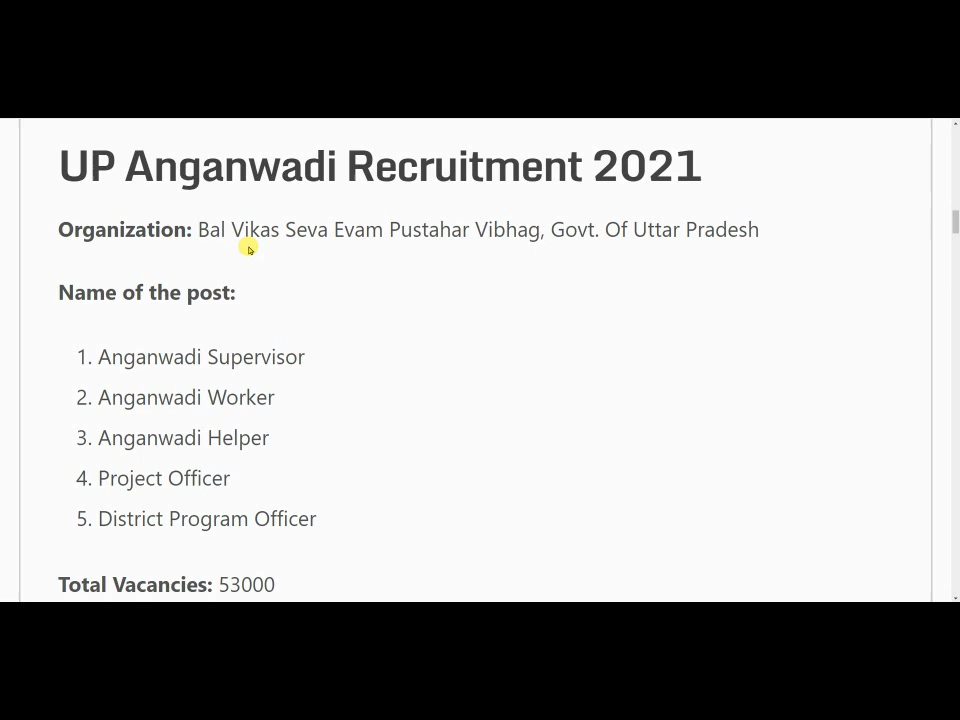 UP Anganwadi Recruitment 2021
Organization: Bal Vikas Seva Evam Pustahar Vibhag, Govt. Of Uttar Pradesh
Name of the post:
1. Anganwadi Supervisor
2. Anganwadi Worker
3. Anganwadi Helper
4. Project Officer
5. District Program Officer
Total Vacancies: 53000